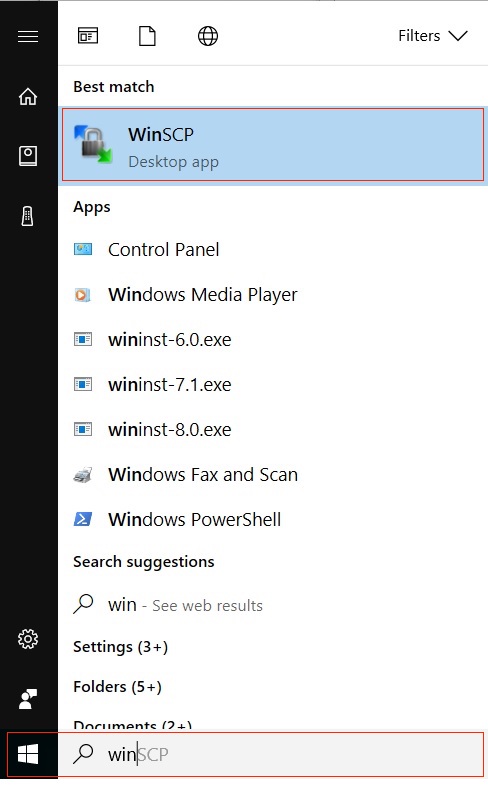 Filters
Best match
WinSCP
Desktop app
Apps
Control Panel
Windows Media Player
wininst-6.0.exe
wininst-7.1.exe
wininst-8.0.exe
Windows Fax and Scan
Windows PowerShell
Search suggestions
win - See web results
Settings (3+)
Folders (5+)
Documents (2+)
winSCP